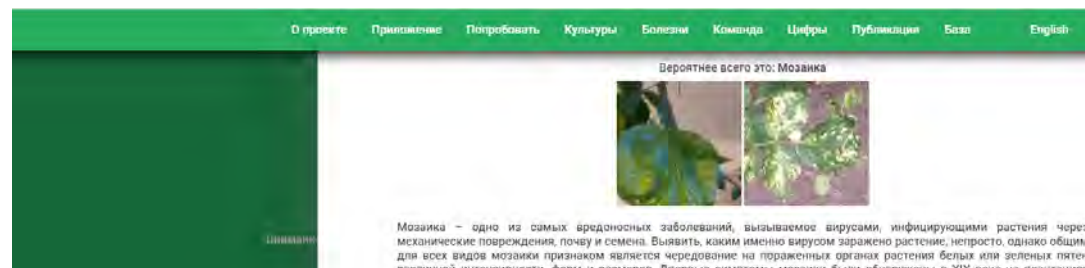 О проекте Приложение Попробовать Культуры Болезни Команда Цифры Публикации База English
Вероятнее всего это: Мозаика
Мозаика – одно из самых вредоносных заболеваний, вызываемое вирусами, инфицирующими растения через
механические повреждения, почву и семена. Выявить, каким именно вирусом заражено растение, непросто, однако общим
для всех видов мозаики признаком является чередование на пораженных органах растения белых или зеленых пятен